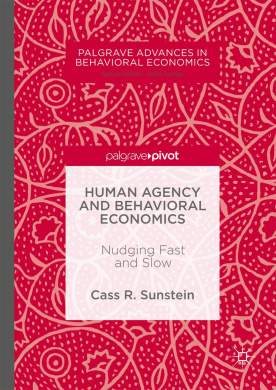 PALGRAVE ADVANCES IN
BEHAVIORAL ECONOMICS
palgrave pivot
HUMAN AGENCY
AND BEHAVIORAL
ECONOMICS
Nudging Fast
and Slow
Cass R. Sunstein